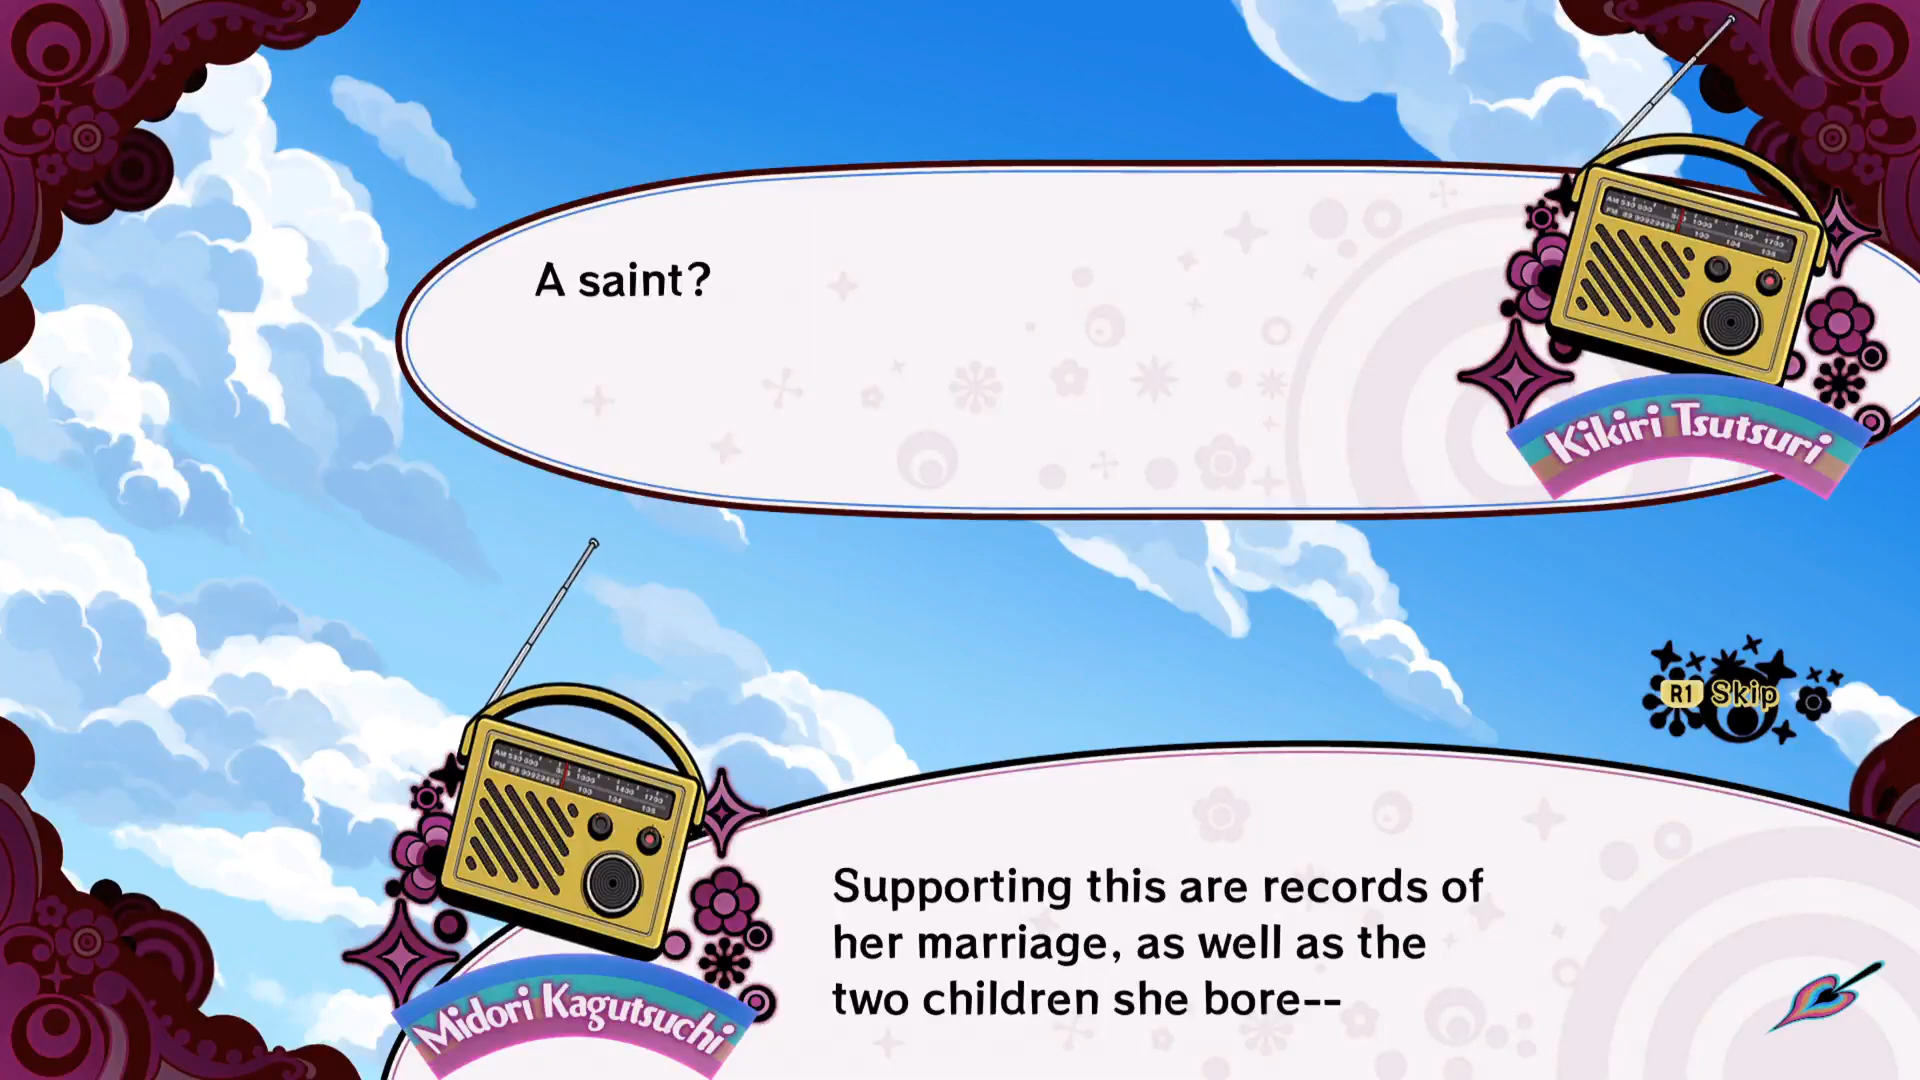 A saint?
Kikiri Tsutsuri
R1 Skip
Supporting this are records of
her marriage, as well as the
two children she bore--
Midori Kagutsuchi